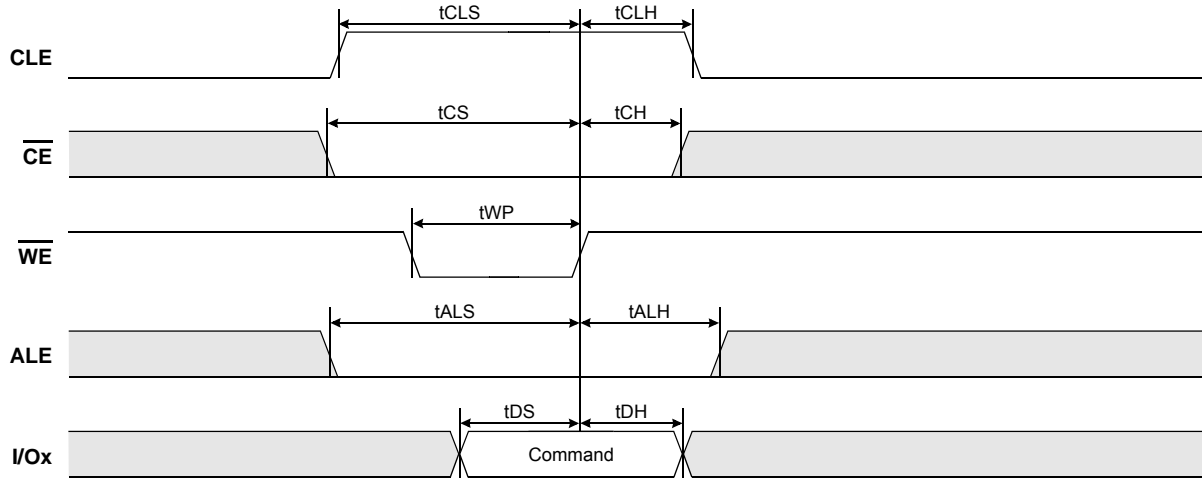 tCLS tCLH
CLE
tCS tCH
CE
tWP
WE
tALS tALH
ALE
tDS tDH
I/Ox Command